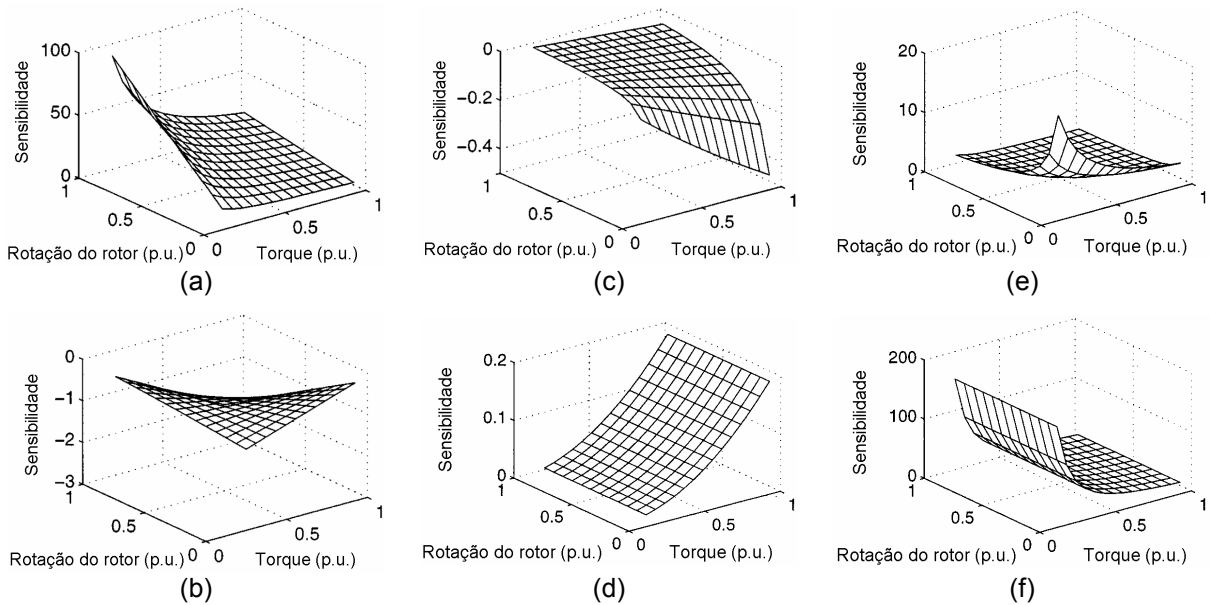 100
50
0
Sensibilidade
1
0.5
0
0
0.5
1
Rotação do rotor (p.u.)
Torque (p.u.)
(a)
0
−0.2
−0.4
Sensibilidade
1
0.5
0
0
0.5
1
Rotação do rotor (p.u.)
Torque (p.u.)
(c)
20
10
0
Sensibilidade
1
0.5
0
0
0.5
1
Rotação do rotor (p.u.)
Torque (p.u.)
(e)
0
−1
−2
−3
Sensibilidade
1
0.5
0
0
0.5
1
Rotação do rotor (p.u.)
Torque (p.u.)
(b)
0.2
0.1
0
Sensibilidade
1
0.5
0
0
0.5
1
Rotação do rotor (p.u.)
Torque (p.u.)
(d)
200
100
0
Sensibilidade
1
0.5
0
0
0.5
1
Rotação do rotor (p.u.)
Torque (p.u.)
(f)